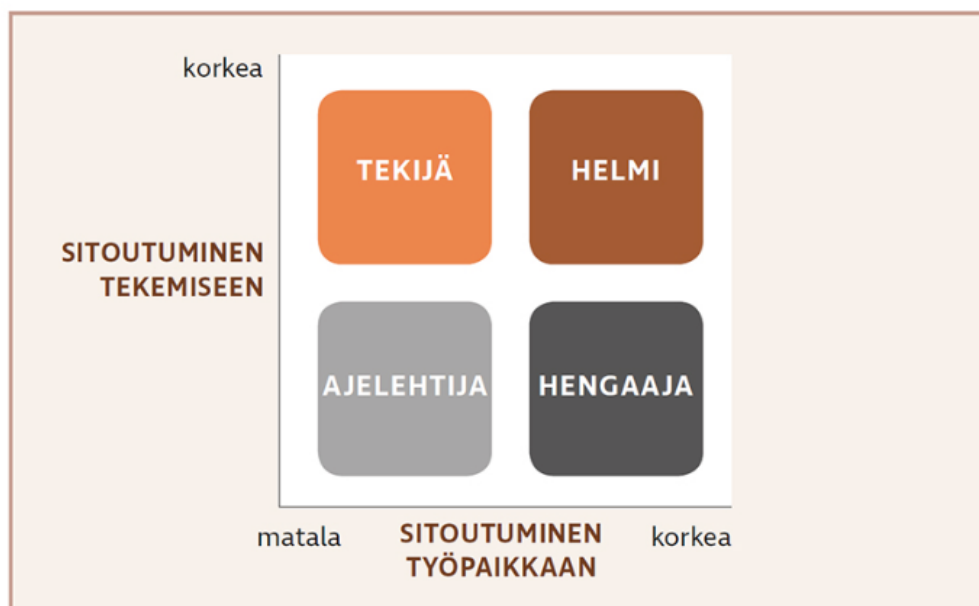 korkea
TEKIJÄ
HELMI
SITOUTUMINEN
TEKEMISEEN
AJELEHTIJA
HENGAAJA
matala
SITOUTUMINEN
TYÖPAIKKAAN
korkea